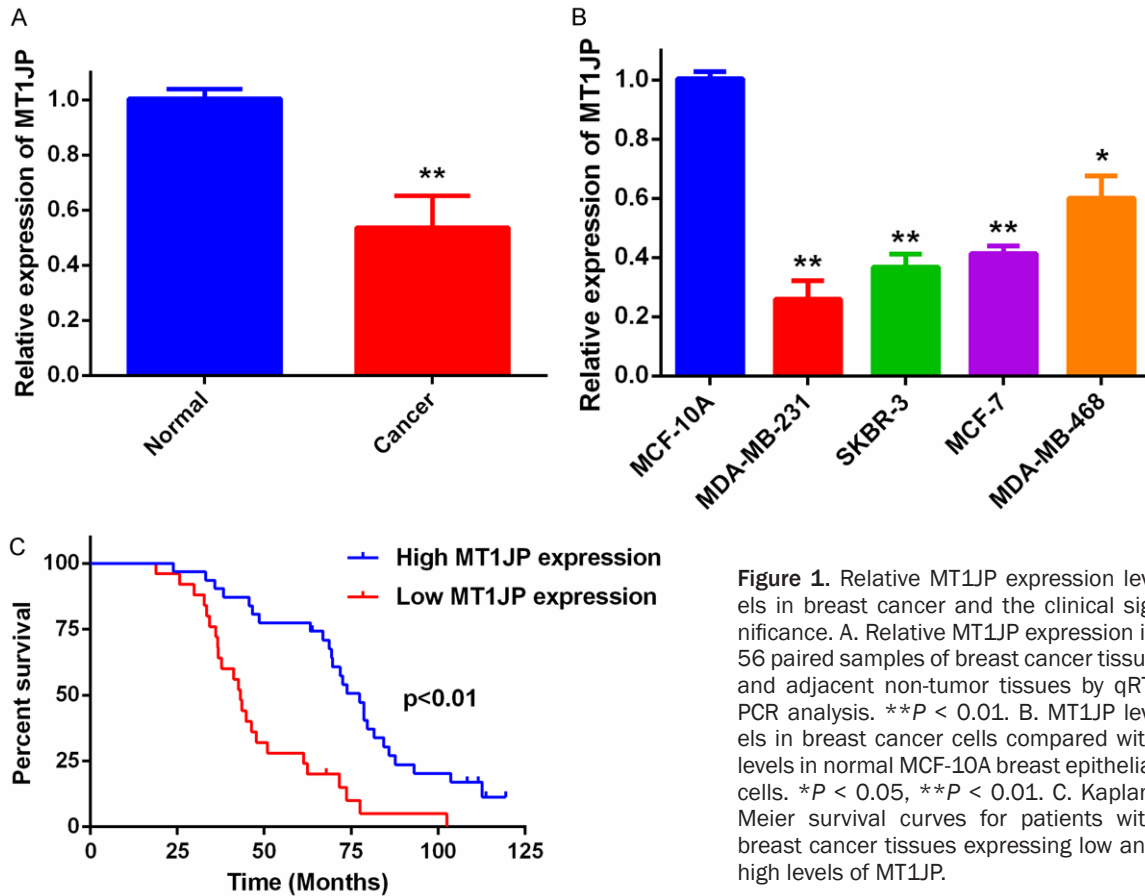 A
Relative expression of MT1JP
1.0
0.8
0.6
0.4
0.2
0.0
**
Normal
Cancer
B
Relative expression of MT1JP
1.0
0.8
0.6
0.4
0.2
0.0
**
**
**
*
MCF-10A
MDA-MB-231
SKBR-3
MCF-7
MDA-MB-468
C
Percent survival
100
75
50
25
0
High MT1JP expression
Low MT1JP expression
p<0.01
0
25
50
75
100
125
Time (Months)
Figure 1. Relative MT1JP expression lev
els in breast cancer and the clinical sig
nificance. A. Relative MT1JP expression i
56 paired samples of breast cancer tissu
and adjacent non-tumor tissues by qRT
PCR analysis. **P < 0.01. B. MT1JP lev
els in breast cancer cells compared wit
levels in normal MCF-10A breast epithelia
cells. *P < 0.05, **P < 0.01. C. Kaplan
Meier survival curves for patients wit
breast cancer tissues expressing low an
high levels of MT1JP.